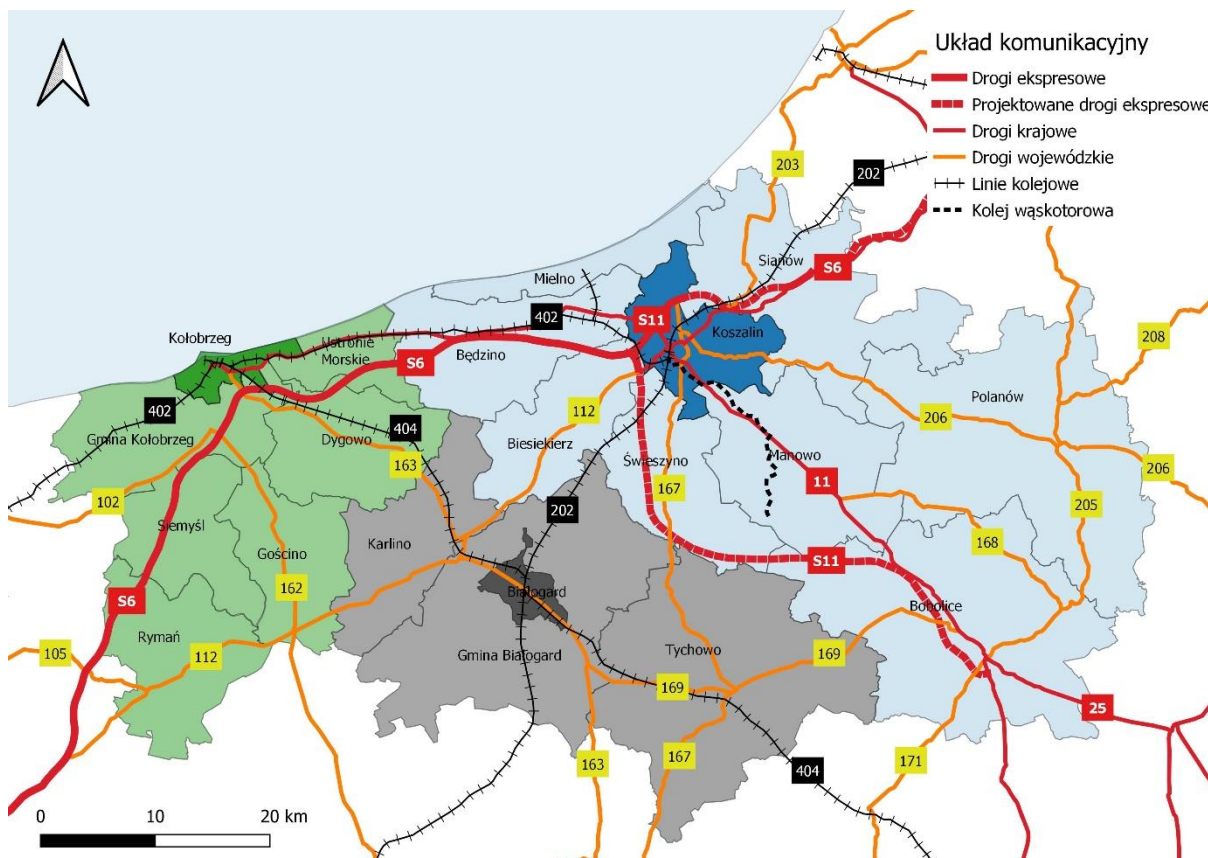 Układ komunikacyjny
Drogi ekspresowe
Projektowane drogi ekspresowe
Drogi krajowe
Drogi wojewódzkie
Linie kolejowe
Kolej wąskotorowa
203
202
Sianów
S6
Mielno
402
S11
Koszalin
208
Kołobrzeg
Ustronie
Morskie
S6
Będzino
Polanów
206
402
Gmina Kołobrzeg
Dygowo
404
163
112
Biesiekierz
Świeszyno
167
Manowo
11
206
205
102
Siemyśl
Gościno
162
Karlino
202
168
S11
S6
Białogard
Bobolice
Rymań
105
112
Gmina Białogard
Tychowo
169
169
25
163
167
404
171
0
10
20 km